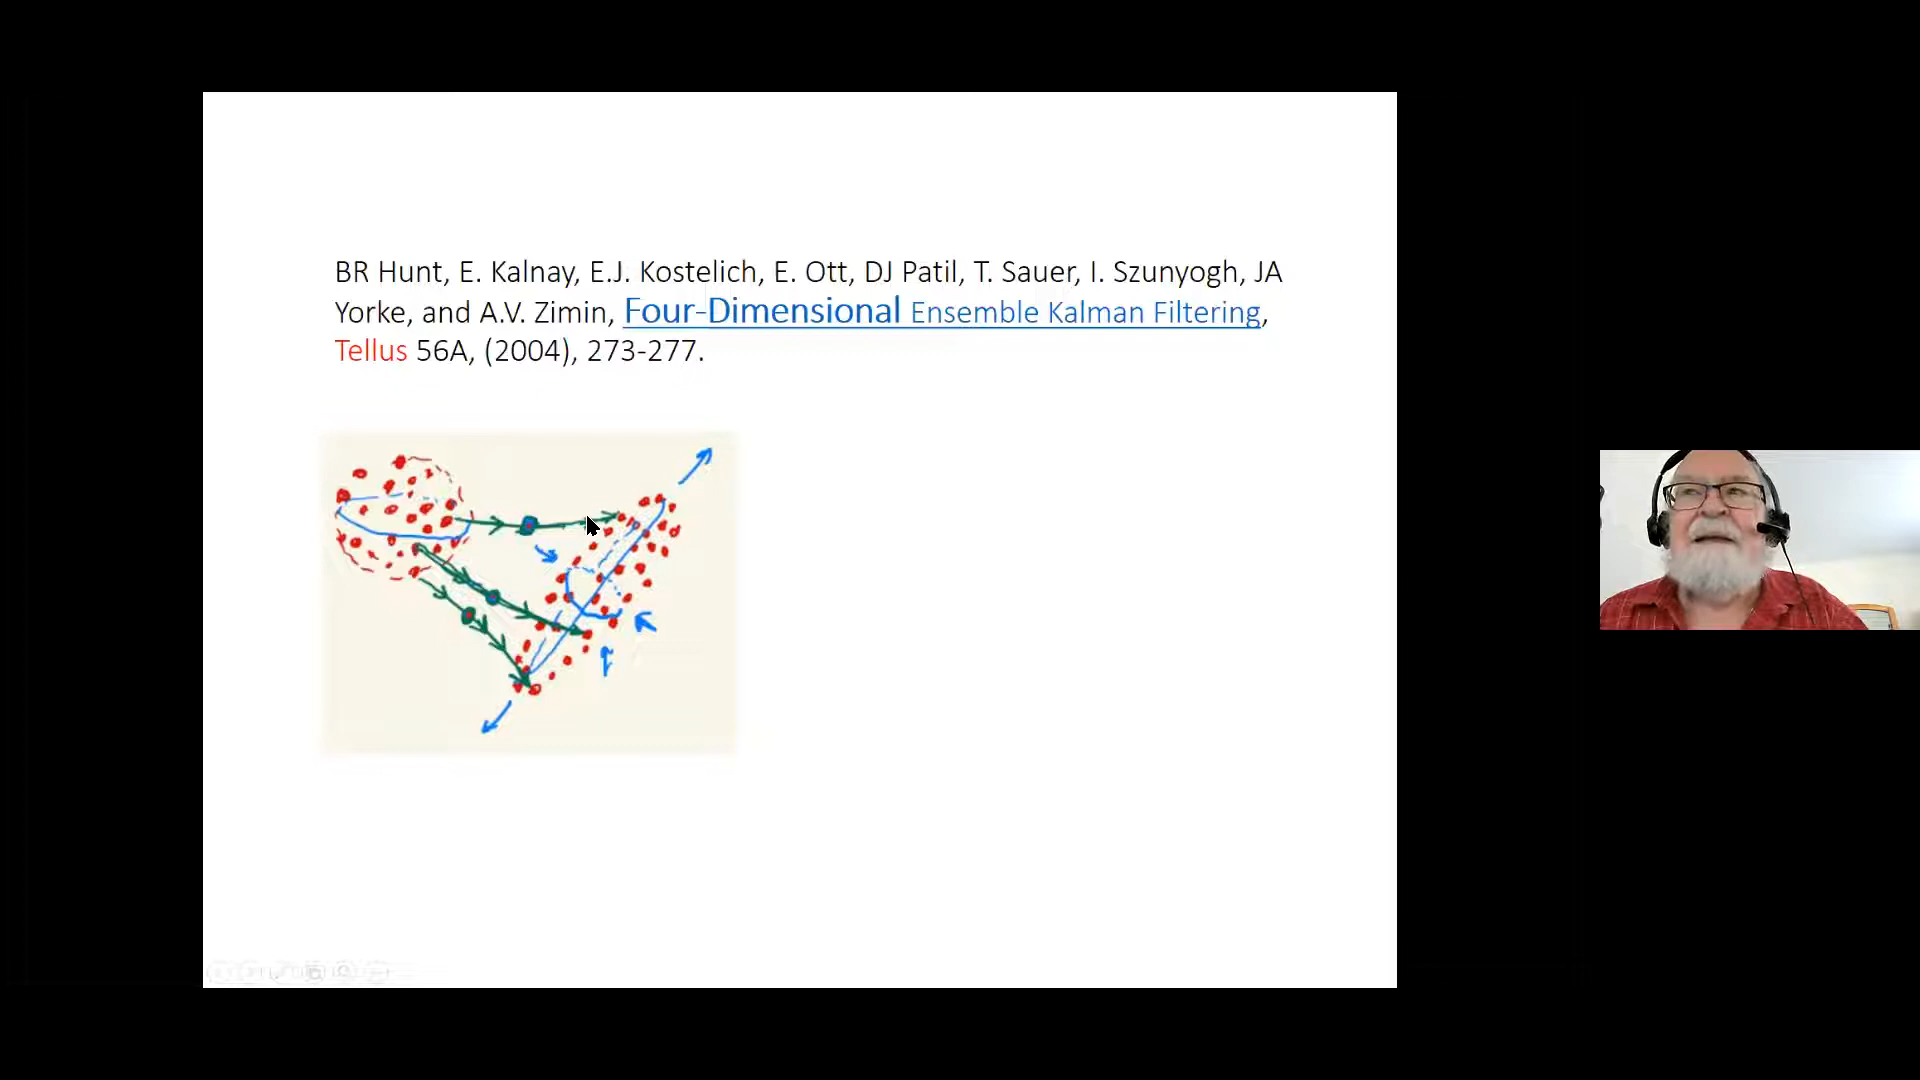 BR Hunt, E. Kalnay, E.J. Kostelich, E. Ott, DJ Patil, T. Sauer, I. Szunyogh, JA
Yorke, and A.V. Zimin, Four-Dimensional Ensemble Kalman Filtering,
Tellus 56A, (2004), 273-277.